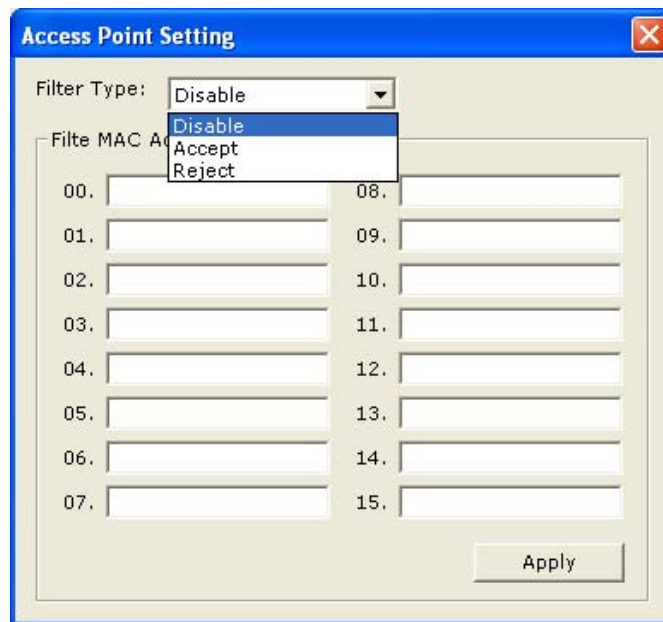 Access Point Setting
Filter Type: Disable
Disable
Accept
Reject
Filte MAC
00.
08.
01.
09.
02.
10.
03.
11.
04.
12.
05.
13.
06.
14.
07.
15.
Apply